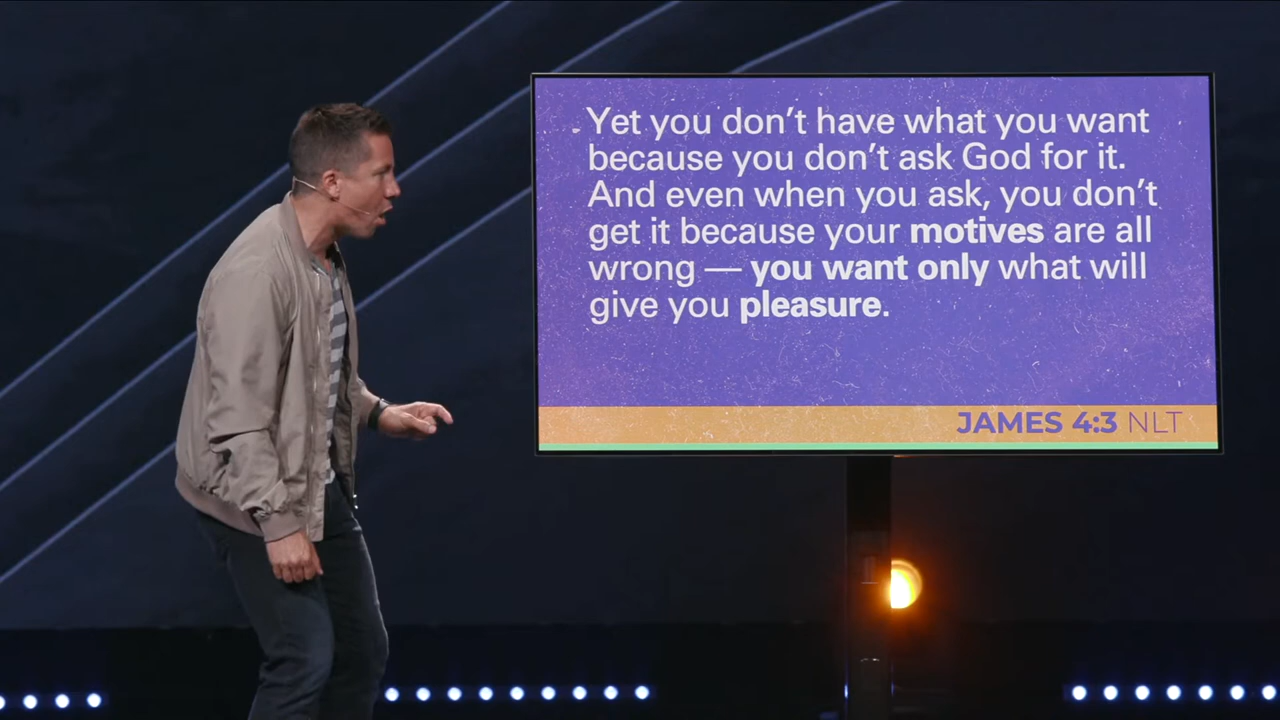 Yet you don't have what you want
because you don't ask God for it.
And even when you ask, you don't
get it because your motives are all
wrong — you want only what will
give you pleasure.
JAMES 4:3 NLT